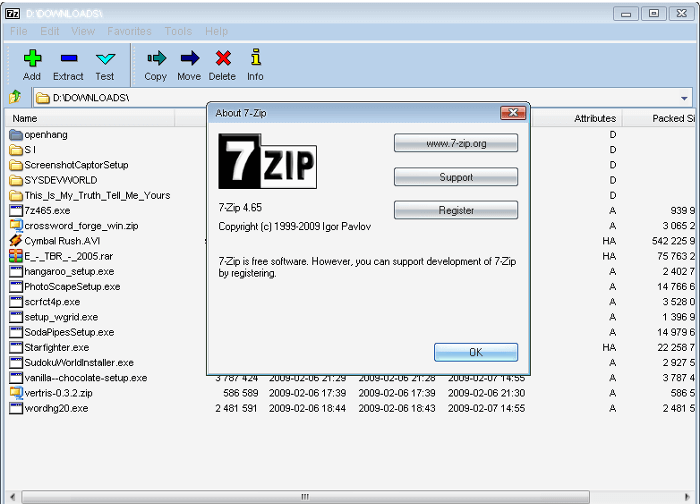 D:\DOWNLOADS\
File Edit View Favorites Tools Help
Add Extract Test Copy Move Delete Info
D:\DOWNLOADS\
Name Attributes Packed Si
openhang D
S I D
ScreenshotCaptorSetup D
SYSDEVWORLD D
This_Is_My_Truth_Tell_Me_Yours D
7z465.exe A 939 9
crossword_forge_win.zip A 3 065 2
Cymbal Rush.AVI HA 542 225 9
E_-_TBR_-_2005.rar HA 75 763 2
hangaroo_setup.exe A 2 402 7
PhotoScapeSetup.exe A 14 766 6
scrfct4p.exe A 3 528 0
setup_wgrid.exe A 1 396 9
SodaPipesSetup.exe A 14 979 6
Starfighter.exe HA 22 258 7
SudokuWorldInstaller.exe A 2 927 5
vanilla--chocolate-setup.exe 3 787 424 2009-02-06 21:29 2009-02-06 21:28 2009-02-07 14:55 A 3 787 4
vertris-0.3.2.zip 586 589 2009-02-06 17:39 2009-02-06 17:39 2009-02-06 21:30 A 586 5
wordhg20.exe 2 481 591 2009-02-06 18:44 2009-02-06 18:43 2009-02-07 14:55 A 2 481 5
About 7-Zip
7ZIP
www.7-zip.org
Support
Register
7-Zip 4.65
Copyright (c) 1999-2009 Igor Pavlov
7-Zip is free software. However, you can support development of 7-Zip
by registering.
OK